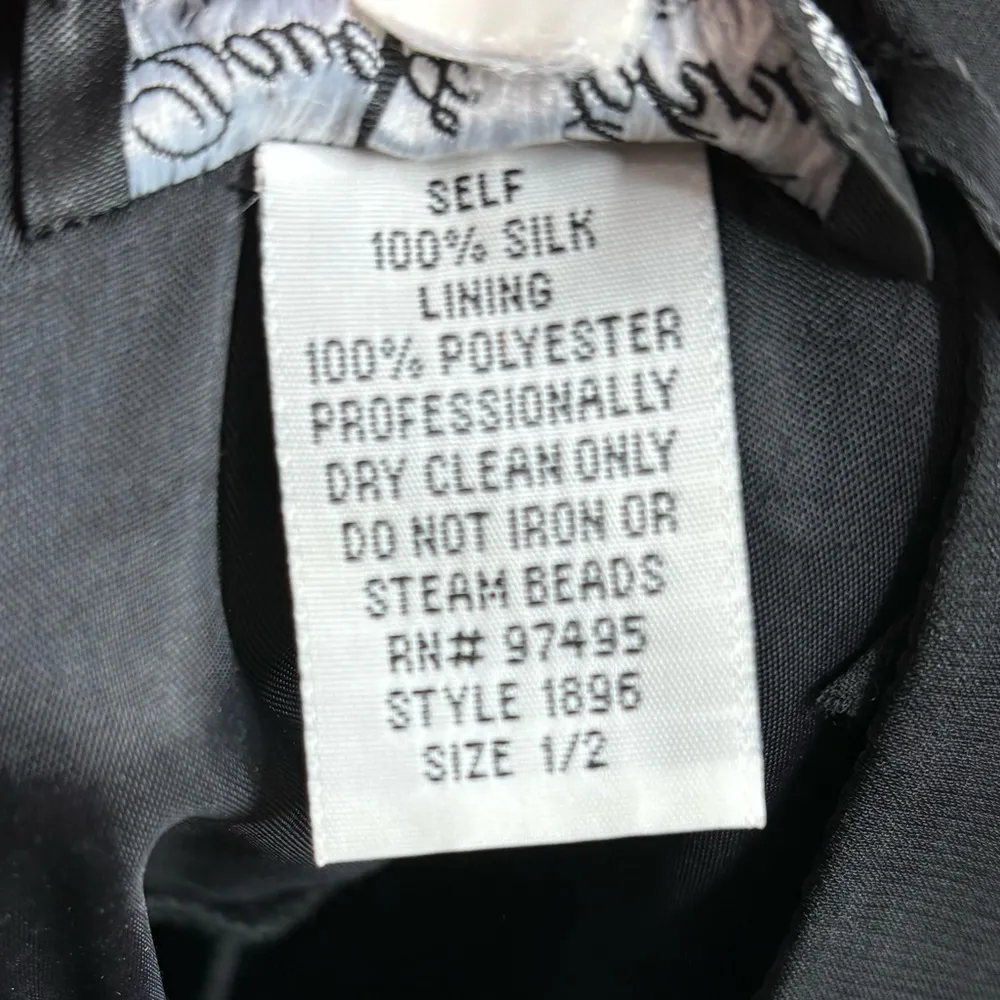 SELF
100% SILK
LINING
100% POLYESTER
PROFESSIONALLY
DRY CLEAN ONLY
DO NOT IRON OR
STEAM BEADS
RN# 97495
STYLE 1896
SIZE 1/2